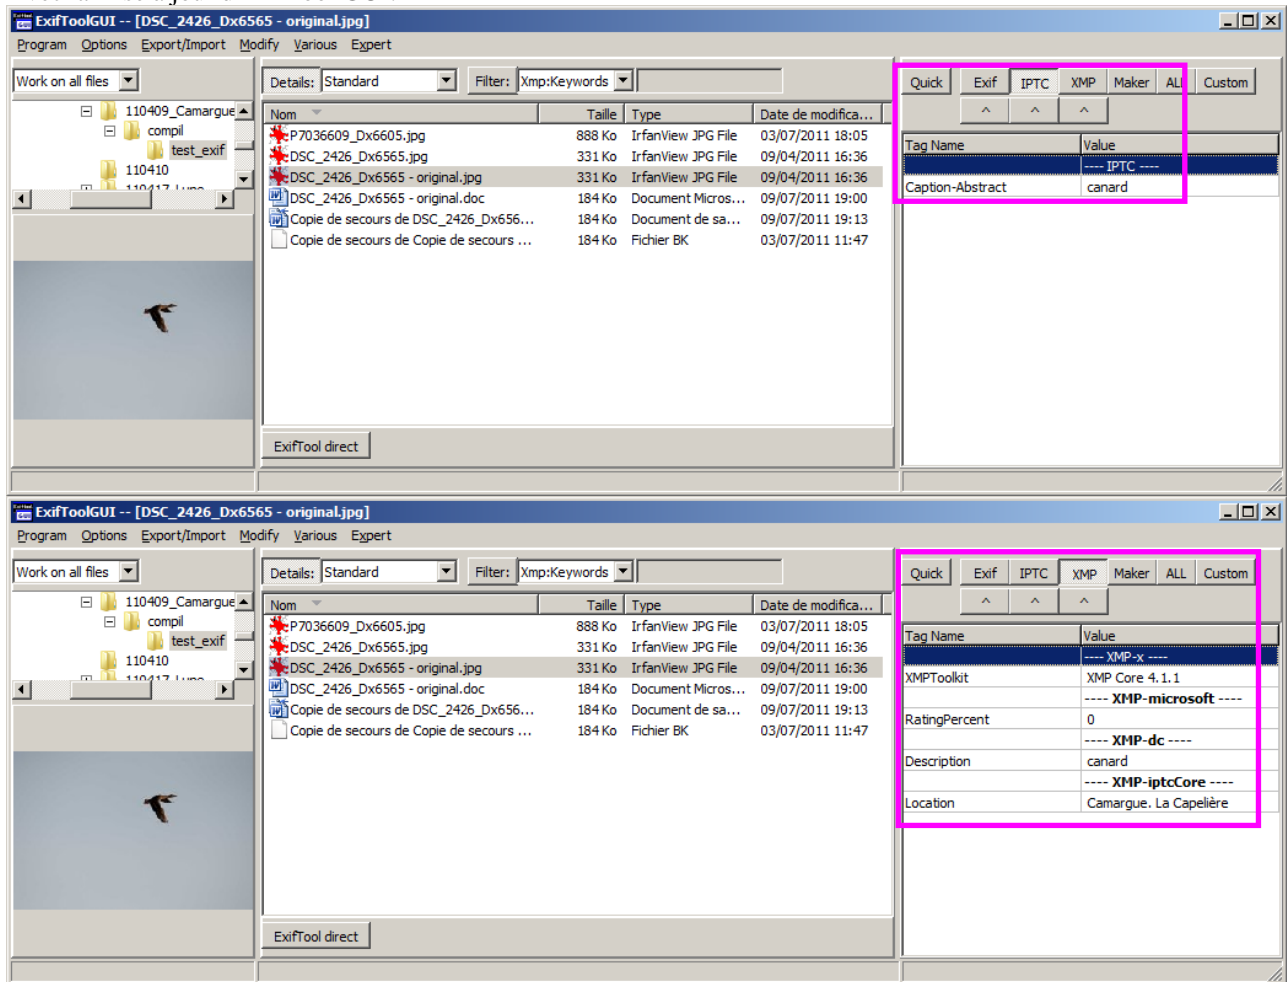 ExifToolGUI -- [DSC_2426_Dx6565 - original.jpg]
Program Options Export/Import Modify Various Expert
Work on all files
Details: Standard Filter: Xmp:Keywords
Quick Exif IPTC XMP Maker ALL Custom
^ ^ ^
110409_Camargue
compil
test_exif
110410
Nom Taille Type Date de modifica...
P7036609_Dx6605.jpg 888 Ko IrfanView JPG File 03/07/2011 18:05
DSC_2426_Dx6565.jpg 331 Ko IrfanView JPG File 09/04/2011 16:36
DSC_2426_Dx6565 - original.jpg 331 Ko IrfanView JPG File 09/04/2011 16:36
DSC_2426_Dx6565 - original.doc 184 Ko Document Micros... 09/07/2011 19:00
Copie de secours de DSC_2426_Dx656... 184 Ko Document de sa... 09/07/2011 19:13
Copie de secours de Copie de secours ... 184 Ko Fichier BK 03/07/2011 11:47
Tag Name Value
---- IPTC ----
Caption-Abstract canard
ExifTool direct
ExifToolGUI -- [DSC_2426_Dx6565 - original.jpg]
Program Options Export/Import Modify Various Expert
Work on all files
Details: Standard Filter: Xmp:Keywords
Quick Exif IPTC XMP Maker ALL Custom
^ ^ ^
110409_Camargue
compil
test_exif
110410
Nom Taille Type Date de modifica...
P7036609_Dx6605.jpg 888 Ko IrfanView JPG File 03/07/2011 18:05
DSC_2426_Dx6565.jpg 331 Ko IrfanView JPG File 09/04/2011 16:36
DSC_2426_Dx6565 - original.jpg 331 Ko IrfanView JPG File 09/04/2011 16:36
DSC_2426_Dx6565 - original.doc 184 Ko Document Micros... 09/07/2011 19:00
Copie de secours de DSC_2426_Dx656... 184 Ko Document de sa... 09/07/2011 19:13
Copie de secours de Copie de secours ... 184 Ko Fichier BK 03/07/2011 11:47
Tag Name Value
---- XMP-x ----
XMPToolkit XMP Core 4.1.1
---- XMP-microsoft ----
RatingPercent 0
---- XMP-dc ----
Description canard
---- XMP-iptcCore ----
Location Camargue. La Capelière
ExifTool direct